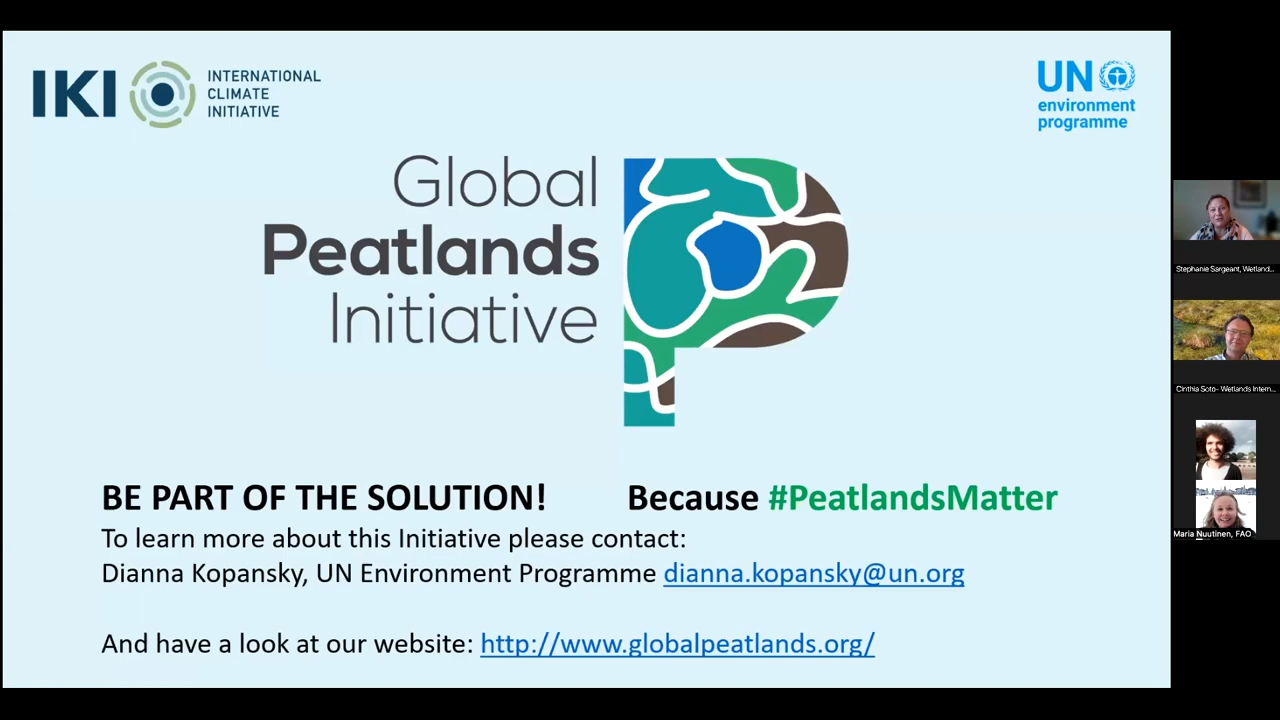 IKI
INTERNATIONAL
CLIMATE
INITIATIVE
UN
environment
programme
Global
Peatlands
Initiative
BE PART OF THE SOLUTION!
Because #PeatlandsMatter
To learn more about this Initiative please contact:
Dianna Kopansky, UN Environment Programme dianna.kopansky@un.org
And have a look at our website: http://www.globalpeatlands.org/
Stephanie Sargeant, Wetland...
Cinthia Soto- Wetlands Intern...
Maria Nuutinen, FAO